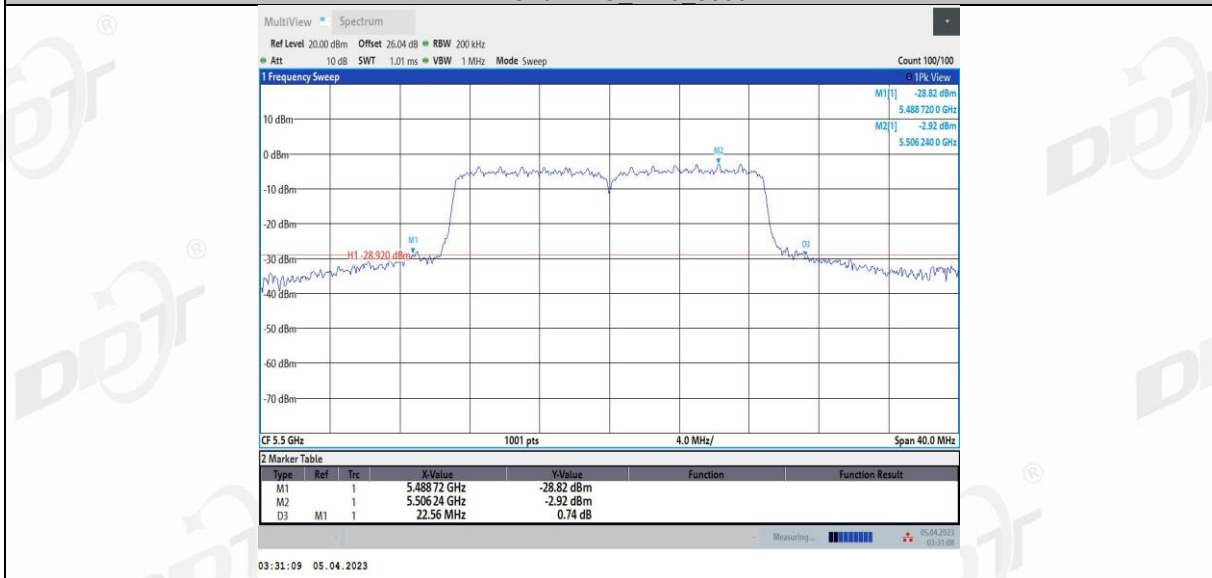 MultiView Spectrum
Ref Level 20.00 dBm Offset 26.04 dB RBW 200 kHz
Att 10 dB SWT 1.01 ms VBW 1 MHz Mode Sweep Count 100/100
1 Frequency Sweep 1Pk View
M1[1] -28.82 dBm
5.488 720 0 GHz
10 dBm
M2[1] -2.92 dBm
5.506 240 0 GHz
0 dBm
M2
-10 dBm
-20 dBm
M1
D3
H1 -28.920 dBm
-30 dBm
-40 dBm
-50 dBm
-60 dBm
-70 dBm
CF 5.5 GHz 1001 pts 4.0 MHz/ Span 40.0 MHz
2 Marker Table
Type Ref Trc X-Value Y-Value Function Function Result
M1 1 5.488 72 GHz -28.82 dBm
M2 1 5.506 24 GHz -2.92 dBm
D3 M1 1 22.56 MHz 0.74 dB
Measuring... 05.04.2023
03:31:08
03:31:09 05.04.2023
DDT
DDT
DDT